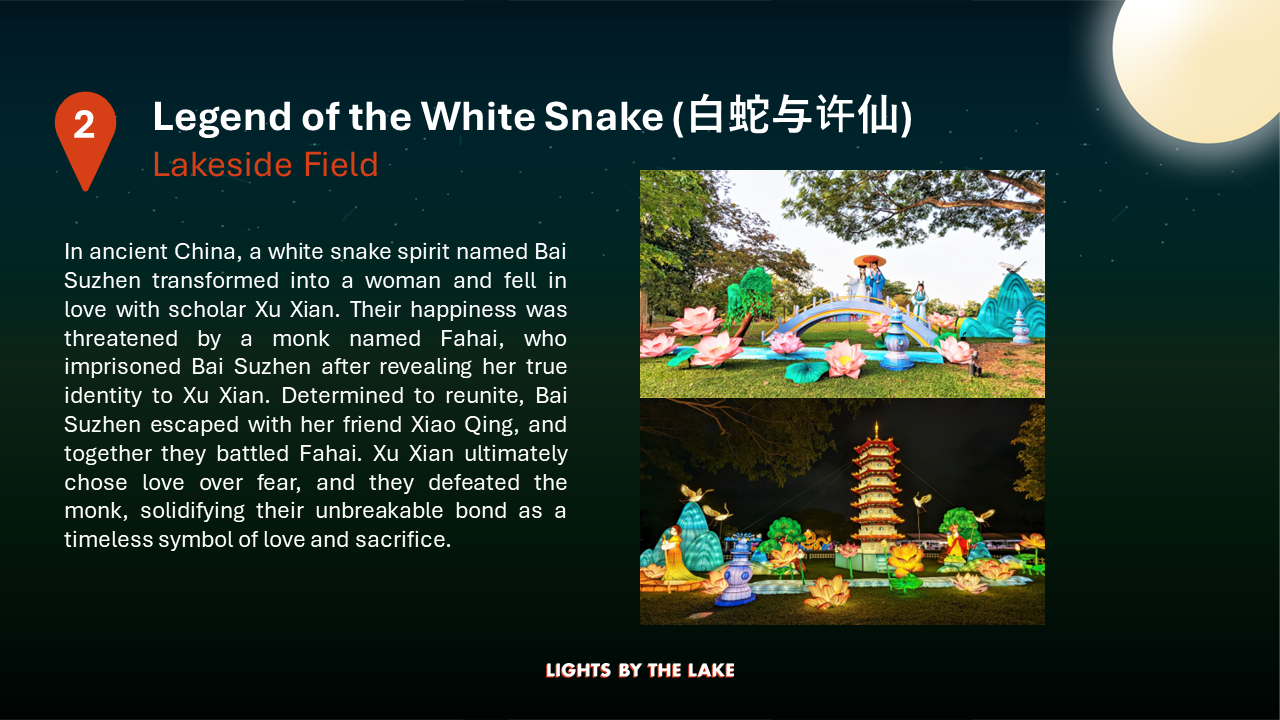 2
Legend of the White Snake (白蛇与许仙)
Lakeside Field
In ancient China, a white snake spirit named Bai
Suzhen transformed into a woman and fell in
love with scholar Xu Xian. Their happiness was
threatened by a monk named Fahai, who
imprisoned Bai Suzhen after revealing her true
identity to Xu Xian. Determined to reunite, Bai
Suzhen escaped with her friend Xiao Qing, and
together they battled Fahai. Xu Xian ultimately
chose love over fear, and they defeated the
monk, solidifying their unbreakable bond as a
timeless symbol of love and sacrifice.
LIGHTS BY THE LAKE